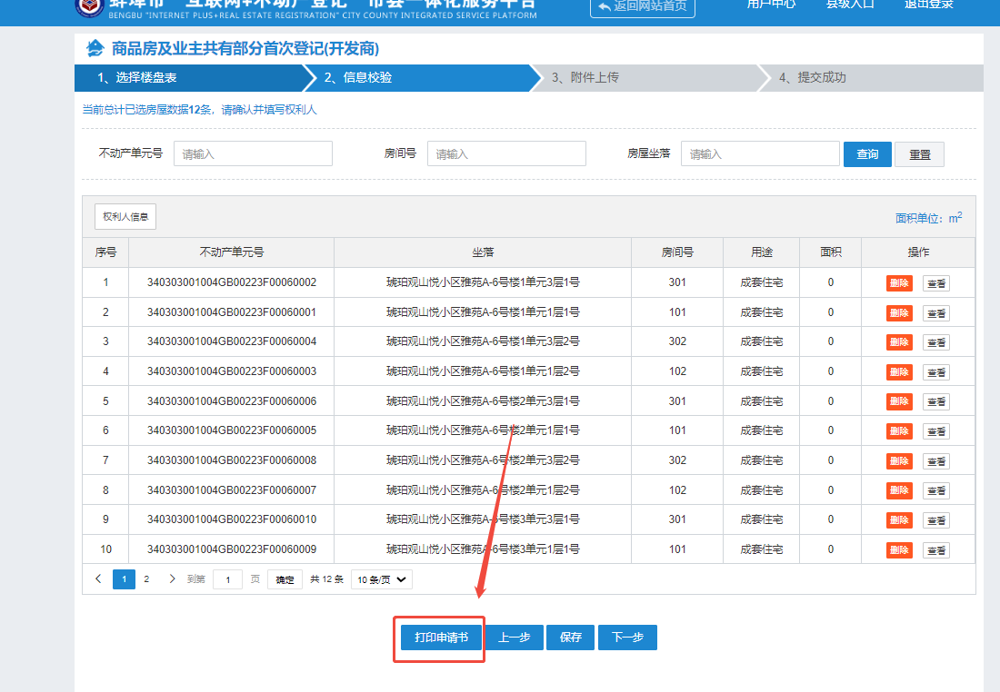 蚌埠市 "互联网+不动产登记" 市县一体化服务平台
BENGBU "INTERNET PLUS+REAL ESTATE REGISTRATION" CITY COUNTY INTEGRATED SERVICE PLATFORM
返回网站首页 用户中心 县级入口 退出登录
商品房及业主共有部分首次登记(开发商)
1、选择楼盘表 2、信息校验 3、附件上传 4、提交成功
当前总计已选房屋数据12条，请确认并填写权利人
不动产单元号 请输入 房间号 请输入 房屋坐落 请输入 查询 重置
权利人信息 面积单位：m2
序号 不动产单元号 坐落 房间号 用途 面积 操作
1 340303001004GB00223F00060002 琥珀观山悦小区雅苑A-6号楼1单元3层1号 301 成套住宅 0 删除 查看
2 340303001004GB00223F00060001 琥珀观山悦小区雅苑A-6号楼1单元1层1号 101 成套住宅 0 删除 查看
3 340303001004GB00223F00060004 琥珀观山悦小区雅苑A-6号楼1单元3层2号 302 成套住宅 0 删除 查看
4 340303001004GB00223F00060003 琥珀观山悦小区雅苑A-6号楼1单元1层2号 102 成套住宅 0 删除 查看
5 340303001004GB00223F00060006 琥珀观山悦小区雅苑A-6号楼2单元3层1号 301 成套住宅 0 删除 查看
6 340303001004GB00223F00060005 琥珀观山悦小区雅苑A-6号楼2单元1层1号 101 成套住宅 0 删除 查看
7 340303001004GB00223F00060008 琥珀观山悦小区雅苑A-6号楼2单元3层2号 302 成套住宅 0 删除 查看
8 340303001004GB00223F00060007 琥珀观山悦小区雅苑A-6号楼2单元1层2号 102 成套住宅 0 删除 查看
9 340303001004GB00223F00060010 琥珀观山悦小区雅苑A-6号楼3单元3层1号 301 成套住宅 0 删除 查看
10 340303001004GB00223F00060009 琥珀观山悦小区雅苑A-6号楼3单元1层1号 101 成套住宅 0 删除 查看
1 2 到第 1 页 确定 共 12 条 10 条/页
打印申请书 上一步 保存 下一步